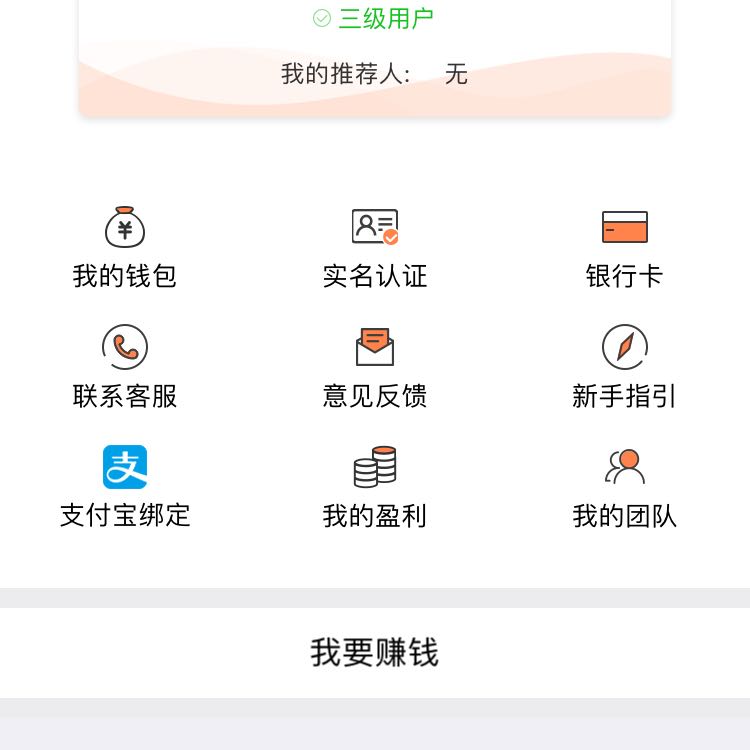 三级用户
我的推荐人: 无
我的钱包 实名认证 银行卡
联系客服 意见反馈 新手指引
支付宝绑定 我的盈利 我的团队
我要赚钱